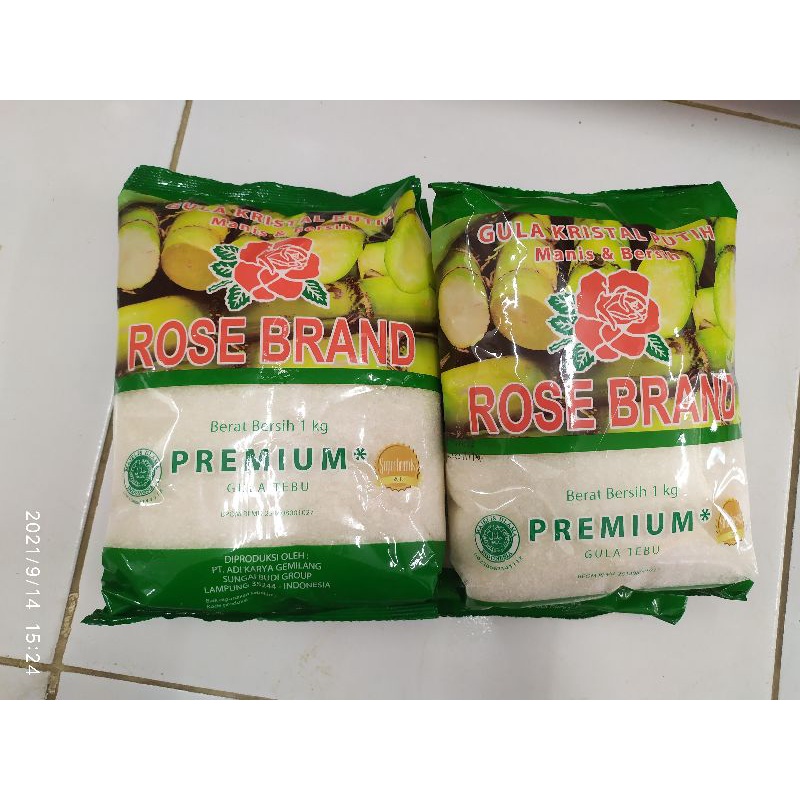 GULA KRISTAL PUTIH
Manis & Bersih
ROSE BRAND
Berat Bersih 1 kg
PREMIUM*
GULA TEBU
DIPRODUKSI OLEH :
PT. ADI KARYA GEMILANG
SUNGAI BUDI GROUP
LAMPUNG 35244 - INDONESIA
GULA KRISTAL PUTIH
Manis & Bersih
ROSE BRAND
Berat Bersih 1 kg
PREMIUM*
GULA TEBU
2021/9/14 15:24